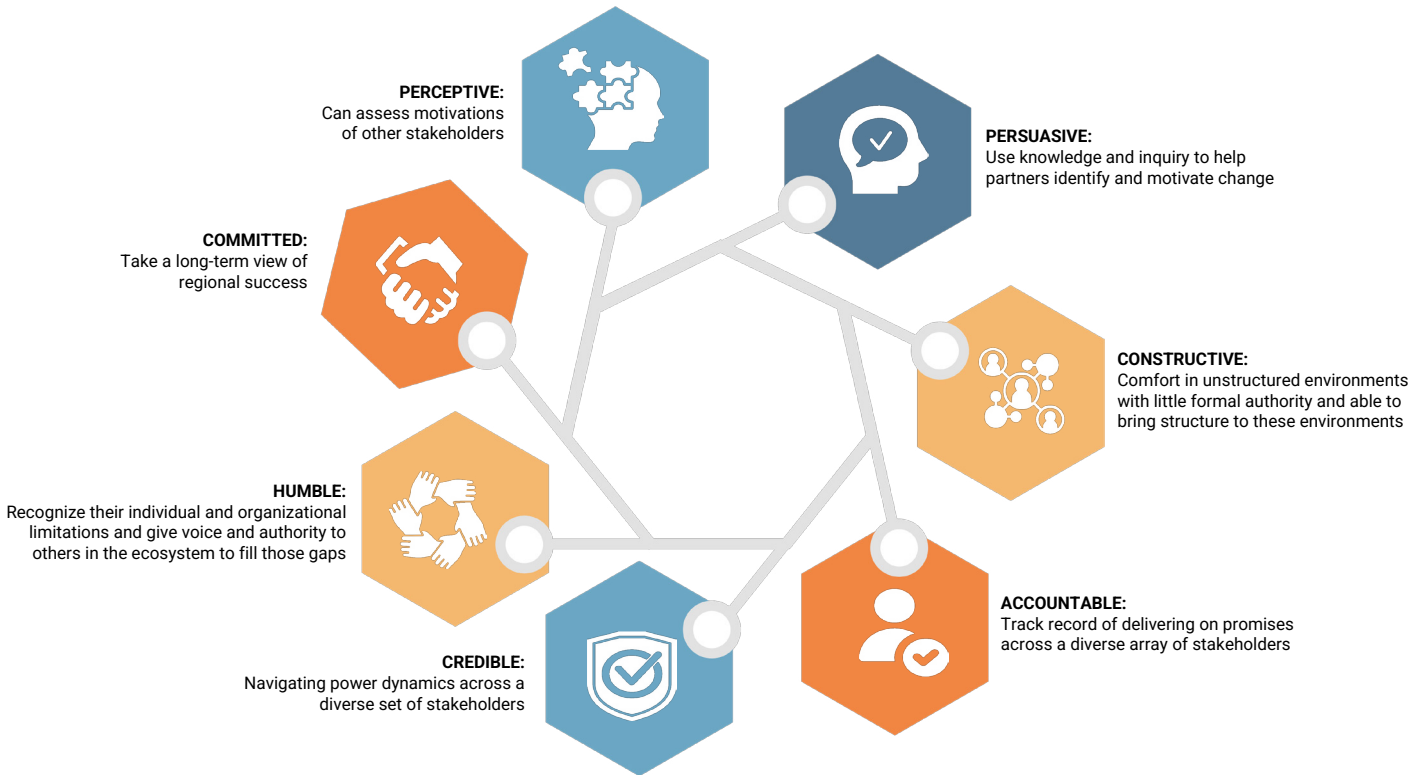 PERCEPTIVE:
Can assess motivations
of other stakeholders
PERSUASIVE:
Use knowledge and inquiry to help
partners identify and motivate change
COMMITTED:
Take a long-term view of
regional success
CONSTRUCTIVE:
Comfort in unstructured environments
with little formal authority and able to
bring structure to these environments
HUMBLE:
Recognize their individual and organizational
limitations and give voice and authority to
others in the ecosystem to fill those gaps
ACCOUNTABLE:
Track record of delivering on promises
across a diverse array of stakeholders
CREDIBLE:
Navigating power dynamics across a
diverse set of stakeholders